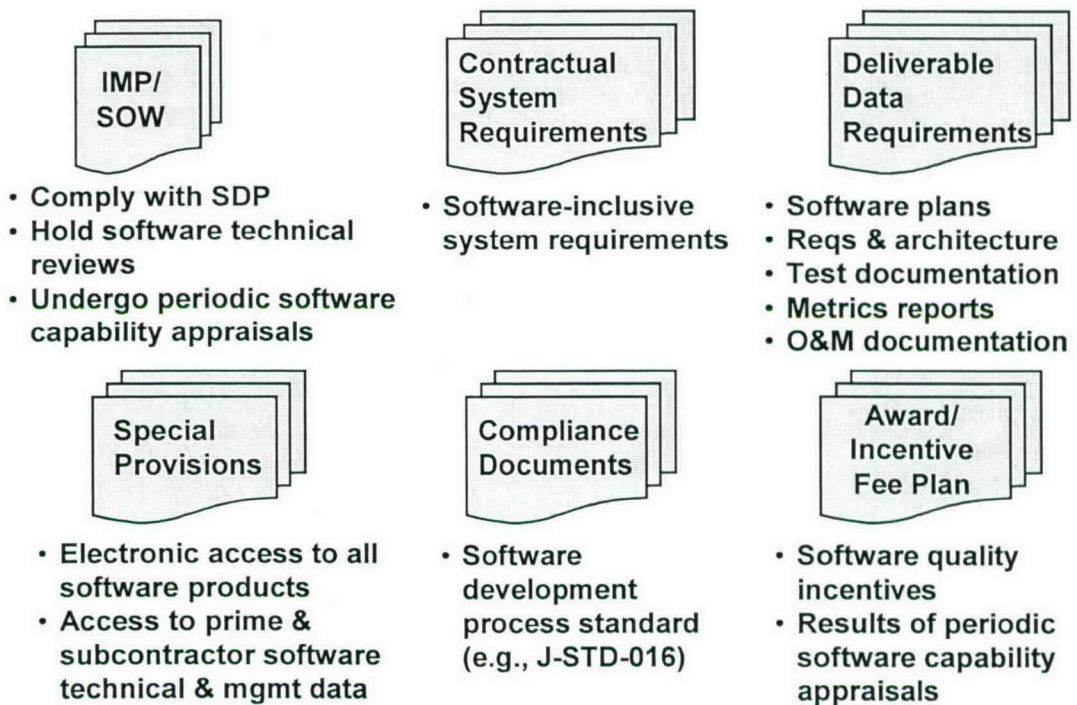 IMP/
SOW
• Comply with SDP
• Hold software technical
reviews
• Undergo periodic software
capability appraisals
Contractual
System
Requirements
• Software-inclusive
system requirements
Deliverable
Data
Requirements
• Software plans
• Reqs & architecture
• Test documentation
• Metrics reports
• O&M documentation
Special
Provisions
• Electronic access to all
software products
• Access to prime &
subcontractor software
technical & mgmt data
Compliance
Documents
• Software
development
process standard
(e.g., J-STD-016)
Award/
Incentive
Fee Plan
• Software quality
incentives
• Results of periodic
software capability
appraisals